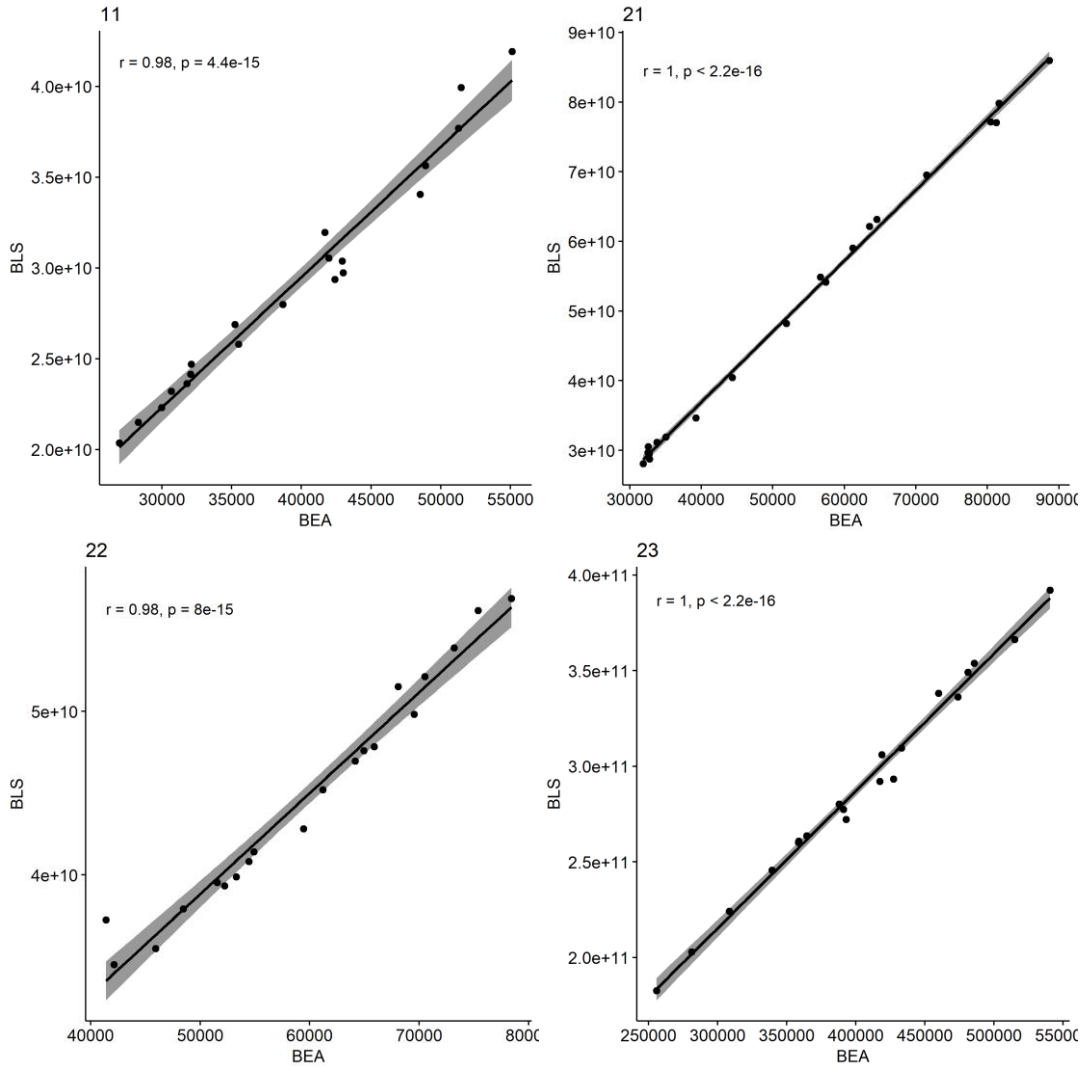 11
r = 0.98, p = 4.4e-15
4.0e+10
3.5e+10
3.0e+10
2.5e+10
2.0e+10
BLS
30000 35000 40000 45000 50000 55000
BEA
21
r = 1, p < 2.2e-16
9e+10
8e+10
7e+10
6e+10
5e+10
4e+10
3e+10
BLS
30000 40000 50000 60000 70000 80000 90000
BEA
22
r = 0.98, p = 8e-15
5e+10
4e+10
BLS
40000 50000 60000 70000 80000
BEA
23
r = 1, p < 2.2e-16
4.0e+11
3.5e+11
3.0e+11
2.5e+11
2.0e+11
BLS
250000 300000 350000 400000 450000 500000 55000
BEA